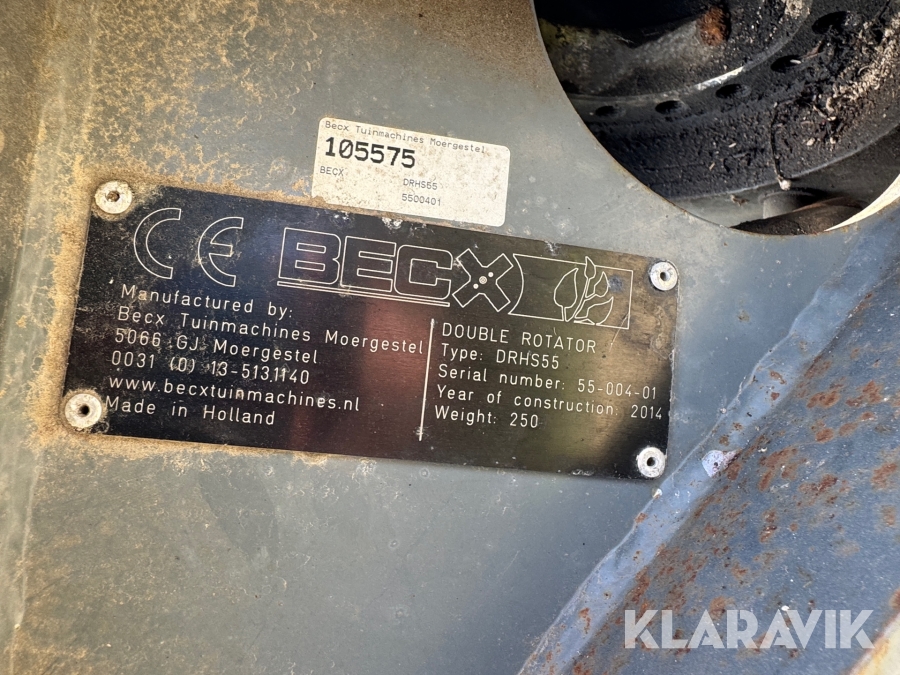 Becx Tuinmachines Moergestel
105575
BECX DRHS55
5500401
CE BECX
Manufactured by:
Becx Tuinmachines Moergestel
5066 GJ Moergestel
0031 (0) 13-5131140
www.becxtuinmachines.nl
Made in Holland
DOUBLE ROTATOR
Type: DRHS55
Serial number: 55-004-01
Year of construction: 2014
Weight: 250
KLARAVIK